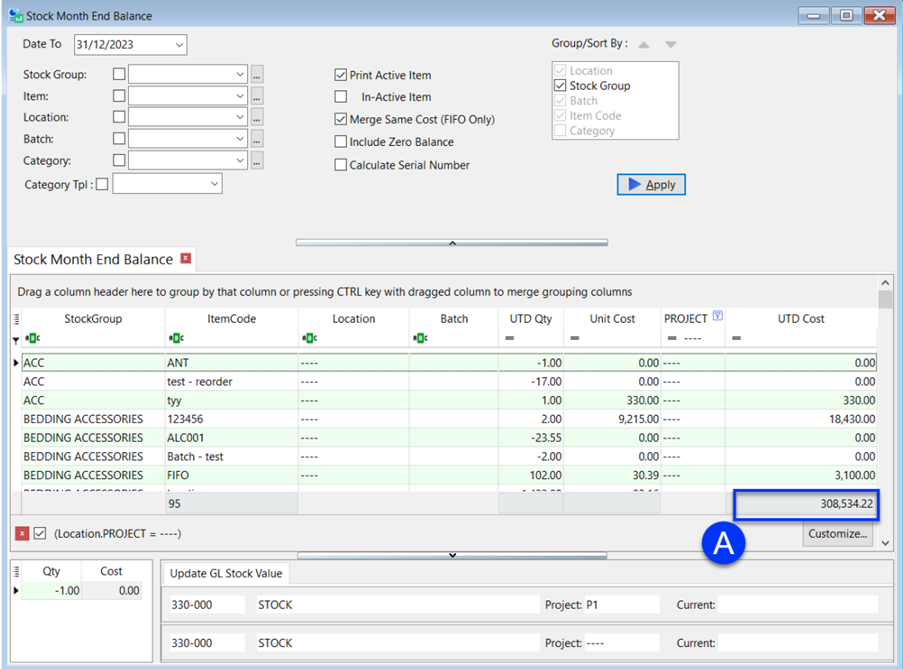 Stock Month End Balance
Date To 31/12/2023
Group/Sort By :
Stock Group: ...
Item: ...
Location: ...
Batch: ...
Category: ...
Category Tpl :
Print Active Item
In-Active Item
Merge Same Cost (FIFO Only)
Include Zero Balance
Calculate Serial Number
Location
Stock Group
Batch
Item Code
Category
Apply
Stock Month End Balance
Drag a column header here to group by that column or pressing CTRL key with dragged column to merge grouping columns
StockGroup ItemCode Location Batch UTD Qty Unit Cost PROJECT UTD Cost
= = = ---- =
ACC ANT ---- -1.00 0.00 ---- 0.00
ACC test - reorder ---- -17.00 0.00 ---- 0.00
ACC tyy ---- 1.00 330.00 ---- 330.00
BEDDING ACCESSORIES 123456 ---- 2.00 9,215.00 ---- 18,430.00
BEDDING ACCESSORIES ALC001 ---- -23.55 0.00 ---- 0.00
BEDDING ACCESSORIES Batch - test ---- -2.00 0.00 ---- 0.00
BEDDING ACCESSORIES FIFO ---- 102.00 30.39 ---- 3,100.00
95 308,534.22
A
(Location.PROJECT = ----)
Customize...
Qty Cost
-1.00 0.00
Update GL Stock Value
330-000 STOCK Project: P1 Current:
330-000 STOCK Project: ---- Current: